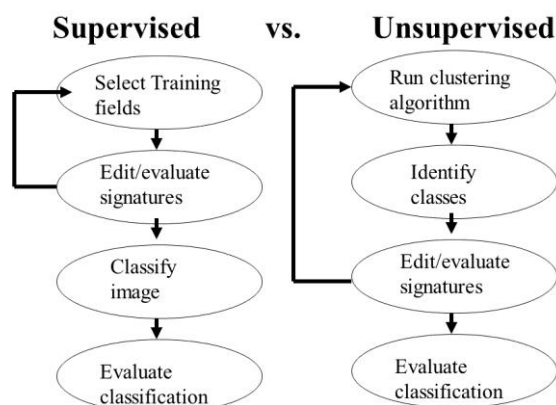 Supervised vs. Unsupervised
Select Training
fields
Edit/evaluate
signatures
Classify
image
Evaluate
classification
Run clustering
algorithm
Identify
classes
Edit/evaluate
signatures
Evaluate
classification